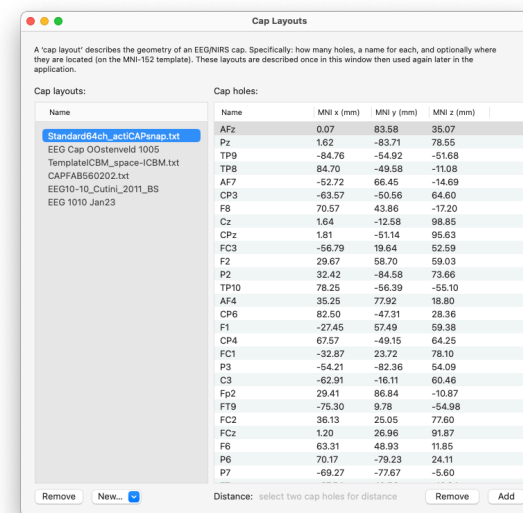 Cap Layouts
A 'cap layout' describes the geometry of an EEG/NIRS cap. Specifically: how many holes, a name for each, and optionally where
they are located (on the MNI-152 template). These layouts are described once in this window then used again later in the
application.
Cap layouts:
Name
Standard64ch_actiCAPsnap.txt
EEG Cap OOstenveld 1005
TemplateICBM_space-ICBM.txt
CAPFAB560202.txt
EEG10-10_Cutini_2011_BS
EEG 1010 Jan23
Remove New...
Cap holes:
Name MNI x (mm) MNI y (mm) MNI z (mm)
AFz 0.07 83.58 35.07
Pz 1.62 -83.71 78.55
TP9 -84.76 -54.92 -51.68
TP8 84.70 -49.58 -11.08
AF7 -52.72 66.45 -14.69
CP3 -63.57 -50.56 64.60
F8 70.57 43.86 -17.20
Cz 1.64 -12.58 98.85
CPz 1.81 -51.14 95.63
FC3 -56.79 19.64 52.59
F2 29.67 58.70 59.03
P2 32.42 -84.58 73.66
TP10 78.25 -56.39 -55.10
AF4 35.25 77.92 18.80
CP6 82.50 -47.31 28.36
F1 -27.45 57.49 59.38
CP4 67.57 -49.15 64.25
FC1 -32.87 23.72 78.10
P3 -54.21 -82.36 54.09
C3 -62.91 -16.11 60.46
Fp2 29.41 86.84 -10.87
FT9 -75.30 9.78 -54.98
FC2 36.13 25.05 77.60
FCz 1.20 26.96 91.87
F6 63.31 48.93 11.85
P6 70.17 -79.23 24.11
P7 -69.27 -77.67 -5.60
Distance: select two cap holes for distance Remove Add